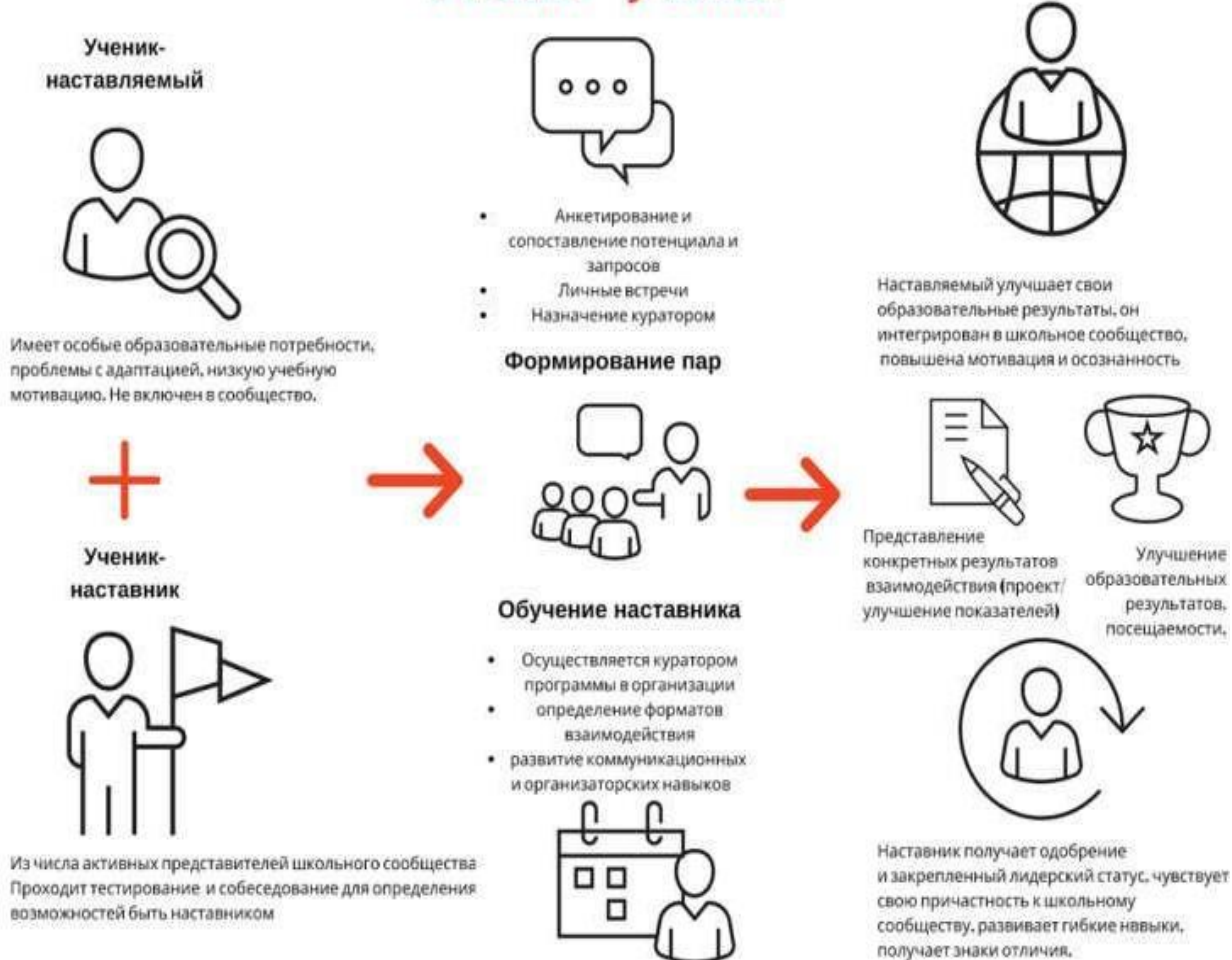 Ученик-
наставляемый
Имеет особые образовательные потребности,
проблемы с адаптацией, низкую учебную
мотивацию. Не включен в сообщество.
Ученик-
наставник
Из числа активных представителей школьного сообщества
Проходит тестирование и собеседование для определения
возможностей быть наставником
• Анкетирование и
сопоставление потенциала и
запросов
• Личные встречи
• Назначение куратором
Формирование пар
Обучение наставника
• Осуществляется куратором
программы в организации
• определение форматов
взаимодействия
• развитие коммуникационных
и организаторских навыков
Наставляемый улучшает свои
образовательные результаты, он
интегрирован в школьное сообщество,
повышена мотивация и осознанность
Представление
конкретных результатов
взаимодействия (проект/
улучшение показателей)
Улучшение
образовательных
результатов,
посещаемости.
Наставник получает одобрение
и закрепленный лидерский статус, чувствует
свою причастность к школьному
сообществу, развивает гибкие нввыки,
получает знаки отличия.